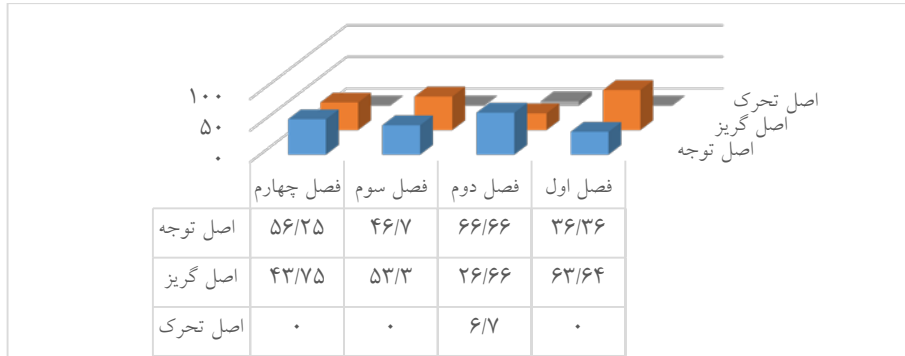 ۱۰۰
۵۰
۰
اصل تحرک
اصل گریز
اصل توجه
فصل اول فصل دوم فصل سوم فصل چهارم
۳۶/۳۶ ۶۶/۶۶ ۴۶/۷ ۵۶/۲۵ اصل توجه
۶۳/۶۴ ۲۶/۶۶ ۵۳/۳ ۴۳/۷۵ اصل گریز
۰ ۶/۷ ۰ ۰ اصل تحرک